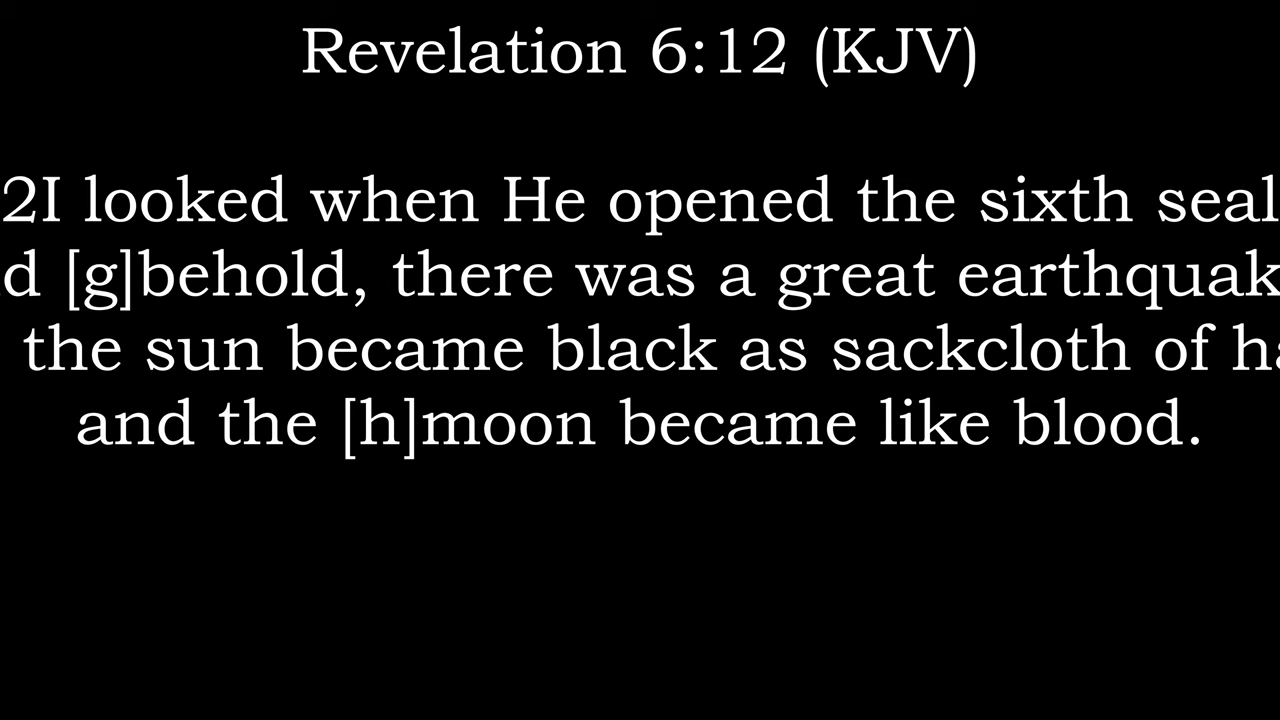 Revelation 6:12 (KJV)
2I looked when He opened the sixth seal
d [g]behold, there was a great earthquak
the sun became black as sackcloth of ha
and the [h]moon became like blood.